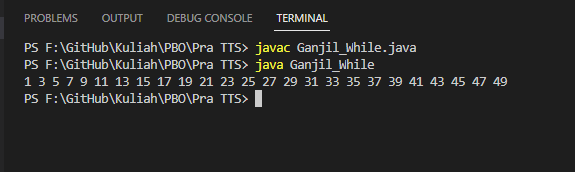 PROBLEMS OUTPUT DEBUG CONSOLE TERMINAL
PS F:\GitHub\Kuliah\PBO\Pra TTS> javac Ganjil_While.java
PS F:\GitHub\Kuliah\PBO\Pra TTS> java Ganjil_While
1 3 5 7 9 11 13 15 17 19 21 23 25 27 29 31 33 35 37 39 41 43 45 47 49
PS F:\GitHub\Kuliah\PBO\Pra TTS>